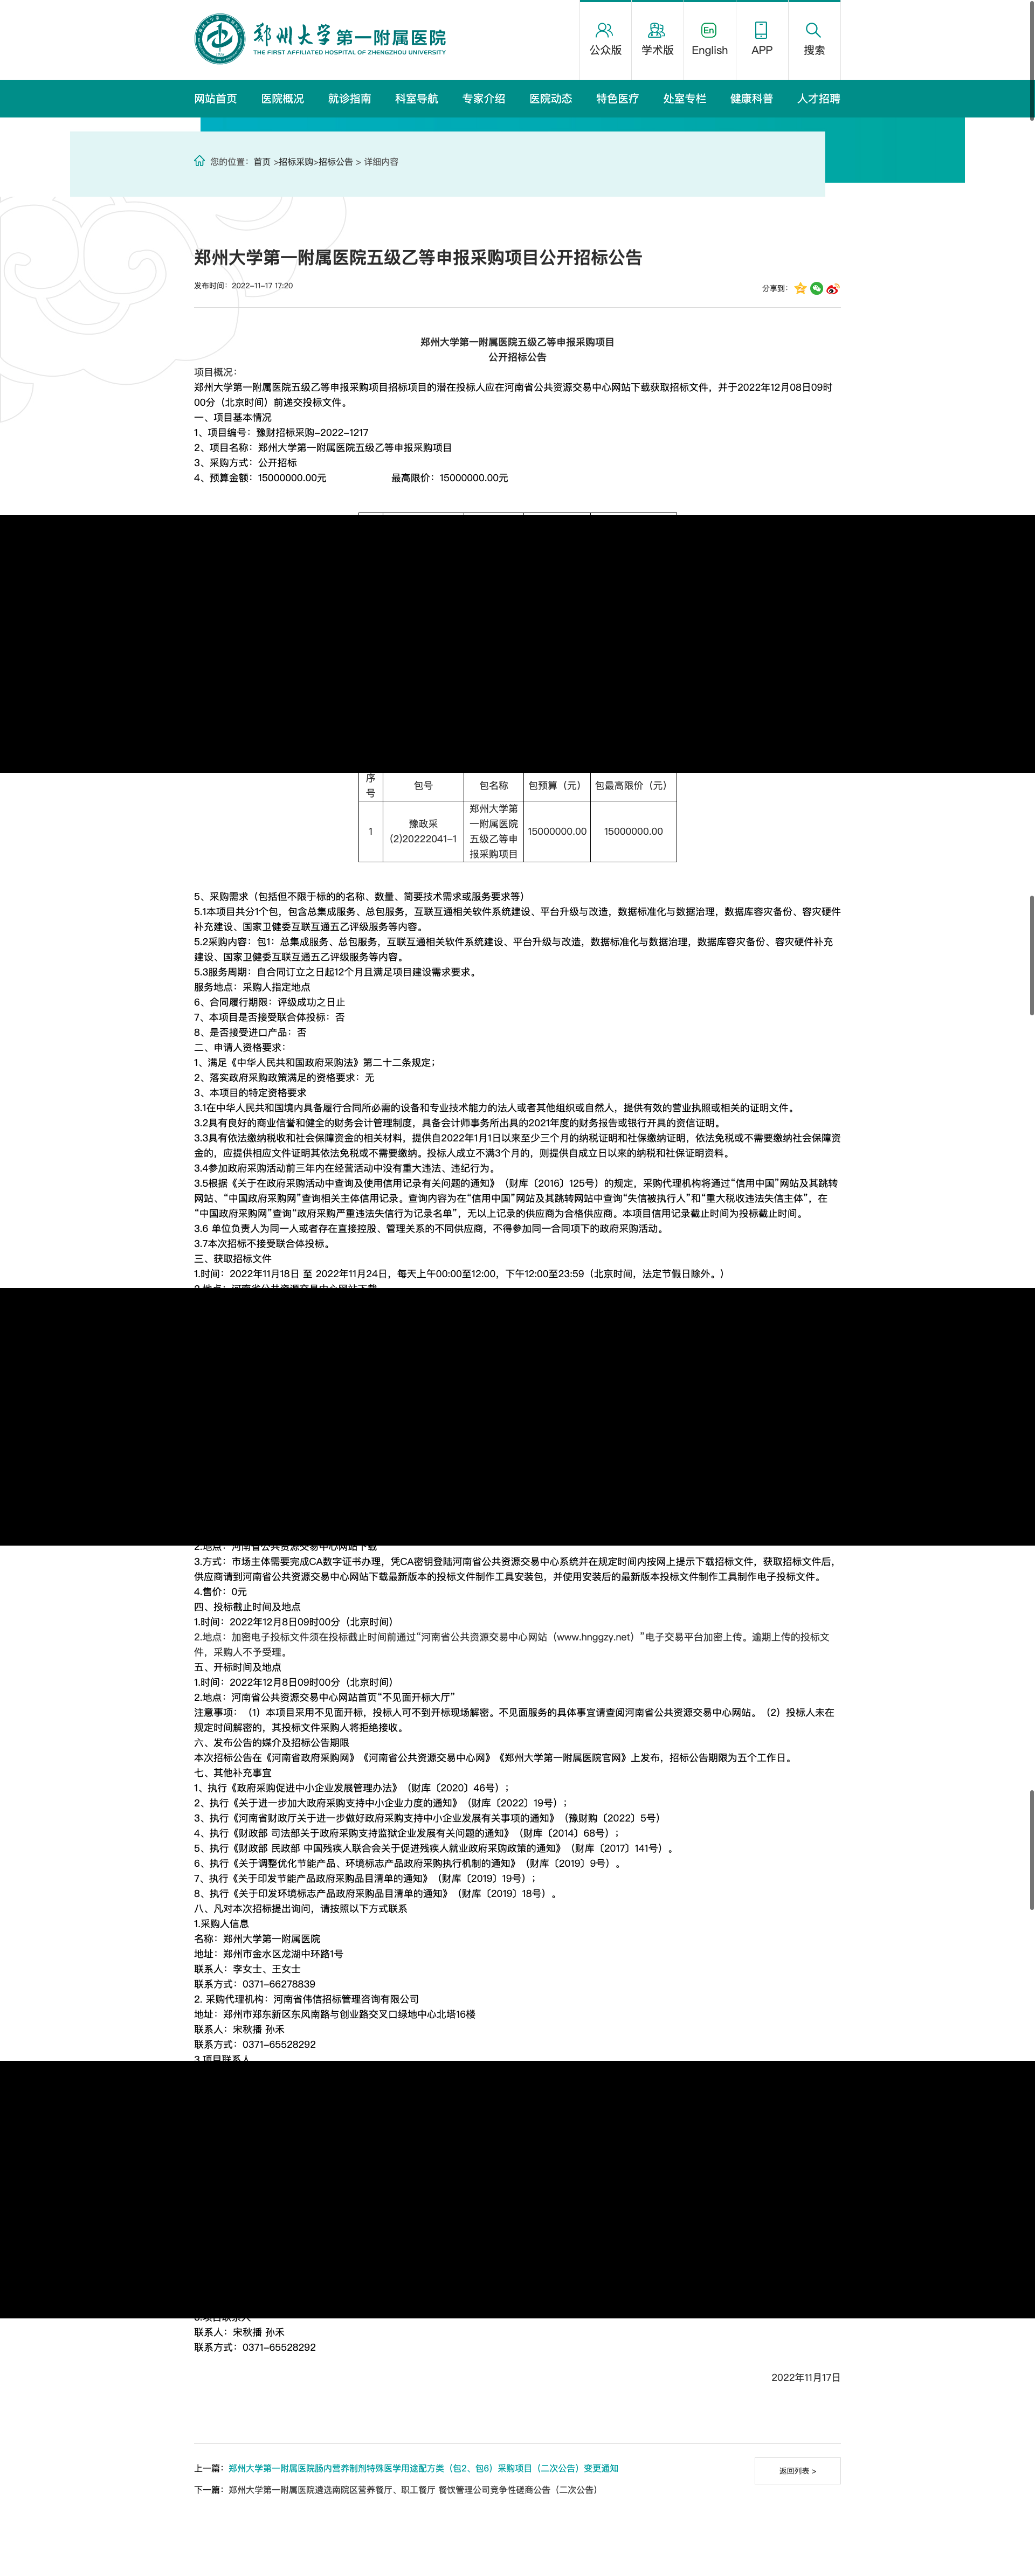 郑州大学第一附属医院
THE FIRST AFFILIATED HOSPITAL OF ZHENGZHOU UNIVERSITY
公众版
学术版
English
APP
搜索
网站首页 医院概况 就诊指南 科室导航 专家介绍 医院动态 特色医疗 处室专栏 健康科普 人才招聘
您的位置：首页 >招标采购>招标公告 > 详细内容
郑州大学第一附属医院五级乙等申报采购项目公开招标公告
发布时间：2022-11-17 17:20
分享到：
郑州大学第一附属医院五级乙等申报采购项目
公开招标公告
项目概况：
郑州大学第一附属医院五级乙等申报采购项目招标项目的潜在投标人应在河南省公共资源交易中心网站下载获取招标文件，并于2022年12月08日09时
00分（北京时间）前递交投标文件。
一、项目基本情况
1、项目编号：豫财招标采购-2022-1217
2、项目名称：郑州大学第一附属医院五级乙等申报采购项目
3、采购方式：公开招标
4、预算金额：15000000.00元 最高限价：15000000.00元
序号 包号 包名称 包预算（元） 包最高限价（元）
1 豫政采(2)20222041-1 郑州大学第一附属医院五级乙等申报采购项目 15000000.00 15000000.00
5、采购需求（包括但不限于标的的名称、数量、简要技术需求或服务要求等）
5.1本项目共分1个包，包含总集成服务、总包服务，互联互通相关软件系统建设、平台升级与改造，数据标准化与数据治理，数据库容灾备份、容灾硬件
补充建设、国家卫健委互联互通五乙评级服务等内容。
5.2采购内容：包1：总集成服务、总包服务，互联互通相关软件系统建设、平台升级与改造，数据标准化与数据治理，数据库容灾备份、容灾硬件补充
建设、国家卫健委互联互通五乙评级服务等内容。
5.3服务周期：自合同订立之日起12个月且满足项目建设需求要求。
服务地点：采购人指定地点
6、合同履行期限：评级成功之日止
7、本项目是否接受联合体投标：否
8、是否接受进口产品：否
二、申请人资格要求：
1、满足《中华人民共和国政府采购法》第二十二条规定；
2、落实政府采购政策满足的资格要求：无
3、本项目的特定资格要求
3.1在中华人民共和国境内具备履行合同所必需的设备和专业技术能力的法人或者其他组织或自然人，提供有效的营业执照或相关的证明文件。
3.2具有良好的商业信誉和健全的财务会计管理制度，具备会计师事务所出具的2021年度的财务报告或银行开具的资信证明。
3.3具有依法缴纳税收和社会保障资金的相关材料，提供自2022年1月1日以来至少三个月的纳税证明和社保缴纳证明，依法免税或不需要缴纳社会保障资
金的，应提供相应文件证明其依法免税或不需要缴纳。投标人成立不满3个月的，则提供自成立日以来的纳税和社保证明资料。
3.4参加政府采购活动前三年内在经营活动中没有重大违法、违纪行为。
3.5根据《关于在政府采购活动中查询及使用信用记录有关问题的通知》（财库〔2016〕125号）的规定，采购代理机构将通过“信用中国”网站及其跳转
网站、“中国政府采购网”查询相关主体信用记录。查询内容为在“信用中国”网站及其跳转网站中查询“失信被执行人”和“重大税收违法失信主体”，在
“中国政府采购网”查询“政府采购严重违法失信行为记录名单”，无以上记录的供应商为合格供应商。本项目信用记录截止时间为投标截止时间。
3.6 单位负责人为同一人或者存在直接控股、管理关系的不同供应商，不得参加同一合同项下的政府采购活动。
3.7本次招标不接受联合体投标。
三、获取招标文件
1.时间：2022年11月18日 至 2022年11月24日，每天上午00:00至12:00，下午12:00至23:59（北京时间，法定节假日除外。）
2.地点：河南省公共资源交易中心网站下载
3.方式：市场主体需要完成CA数字证书办理，凭CA密钥登陆河南省公共资源交易中心系统并在规定时间内按网上提示下载招标文件，获取招标文件后，
供应商请到河南省公共资源交易中心网站下载最新版本的投标文件制作工具安装包，并使用安装后的最新版本投标文件制作工具制作电子投标文件。
4.售价：0元
四、投标截止时间及地点
1.时间：2022年12月8日09时00分（北京时间）
2.地点：加密电子投标文件须在投标截止时间前通过“河南省公共资源交易中心网站（www.hnggzy.net）”电子交易平台加密上传。逾期上传的投标文
件，采购人不予受理。
五、开标时间及地点
1.时间：2022年12月8日09时00分（北京时间）
2.地点：河南省公共资源交易中心网站首页“不见面开标大厅”
注意事项：（1）本项目采用不见面开标，投标人可不到开标现场解密。不见面服务的具体事宜请查阅河南省公共资源交易中心网站。（2）投标人未在
规定时间解密的，其投标文件采购人将拒绝接收。
六、发布公告的媒介及招标公告期限
本次招标公告在《河南省政府采购网》《河南省公共资源交易中心网》《郑州大学第一附属医院官网》上发布，招标公告期限为五个工作日。
七、其他补充事宜
1、执行《政府采购促进中小企业发展管理办法》（财库〔2020〕46号）；
2、执行《关于进一步加大政府采购支持中小企业力度的通知》（财库〔2022〕19号）；
3、执行《河南省财政厅关于进一步做好政府采购支持中小企业发展有关事项的通知》（豫财购〔2022〕5号）
4、执行《财政部 司法部关于政府采购支持监狱企业发展有关问题的通知》（财库〔2014〕68号）；
5、执行《财政部 民政部 中国残疾人联合会关于促进残疾人就业政府采购政策的通知》（财库〔2017〕141号）。
6、执行《关于调整优化节能产品、环境标志产品政府采购执行机制的通知》（财库〔2019〕9号）。
7、执行《关于印发节能产品政府采购品目清单的通知》（财库〔2019〕19号）；
8、执行《关于印发环境标志产品政府采购品目清单的通知》（财库〔2019〕18号）。
八、凡对本次招标提出询问，请按照以下方式联系
1.采购人信息
名称：郑州大学第一附属医院
地址：郑州市金水区龙湖中环路1号
联系人：李女士、王女士
联系方式：0371-66278839
2. 采购代理机构：河南省伟信招标管理咨询有限公司
地址：郑州市郑东新区东风南路与创业路交叉口绿地中心北塔16楼
联系人：宋秋播 孙禾
联系方式：0371-65528292
3.项目联系人
联系人：宋秋播 孙禾
联系方式：0371-65528292
2022年11月17日
上一篇：郑州大学第一附属医院肠内营养制剂特殊医学用途配方类（包2、包6）采购项目（二次公告）变更通知
返回列表 >
下一篇：郑州大学第一附属医院遴选南院区营养餐厅、职工餐厅 餐饮管理公司竞争性磋商公告（二次公告）